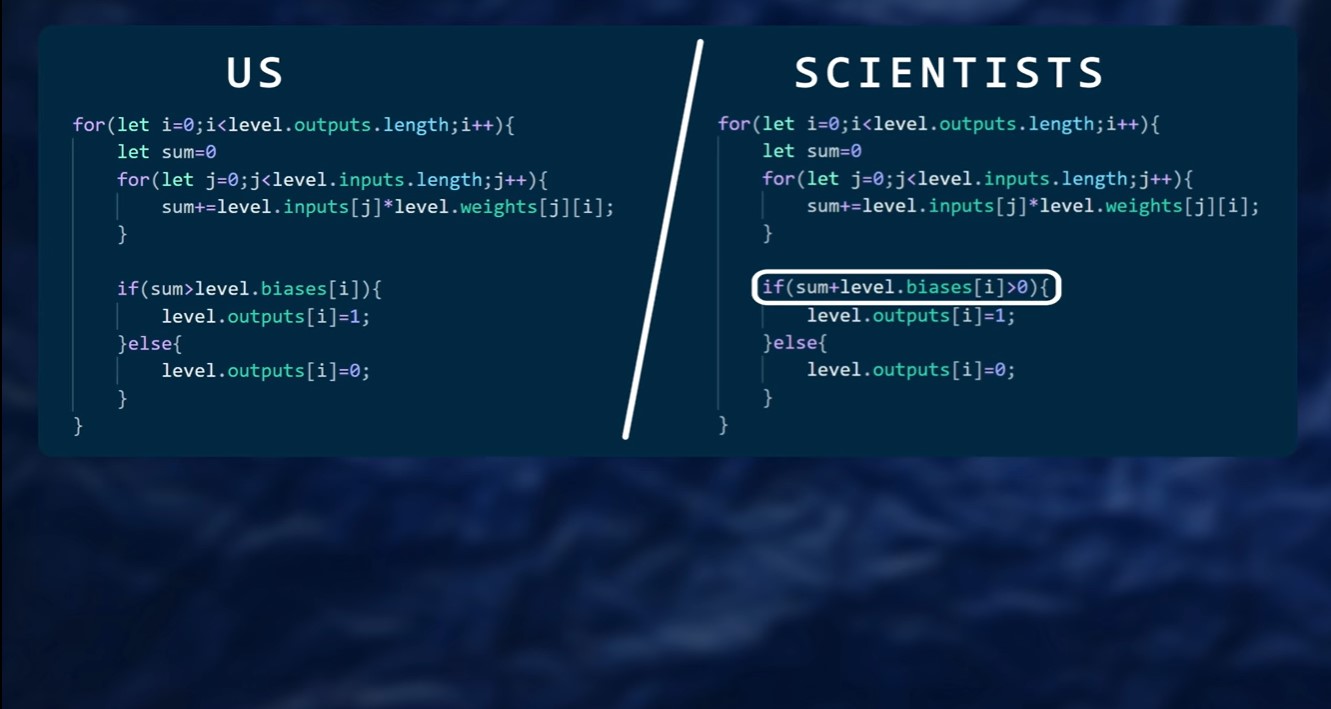 US
for(let i=0;i<level.outputs.length;i++){
let sum=0
for(let j=0;j<level.inputs.length;j++){
sum+=level.inputs[j]*level.weights[j][i];
}
if(sum>level.biases[i]){
level.outputs[i]=1;
}else{
level.outputs[i]=0;
}
}
SCIENTISTS
for(let i=0;i<level.outputs.length;i++){
let sum=0
for(let j=0;j<level.inputs.length;j++){
sum+=level.inputs[j]*level.weights[j][i];
}
if(sum+level.biases[i]>0){
level.outputs[i]=1;
}else{
level.outputs[i]=0;
}
}